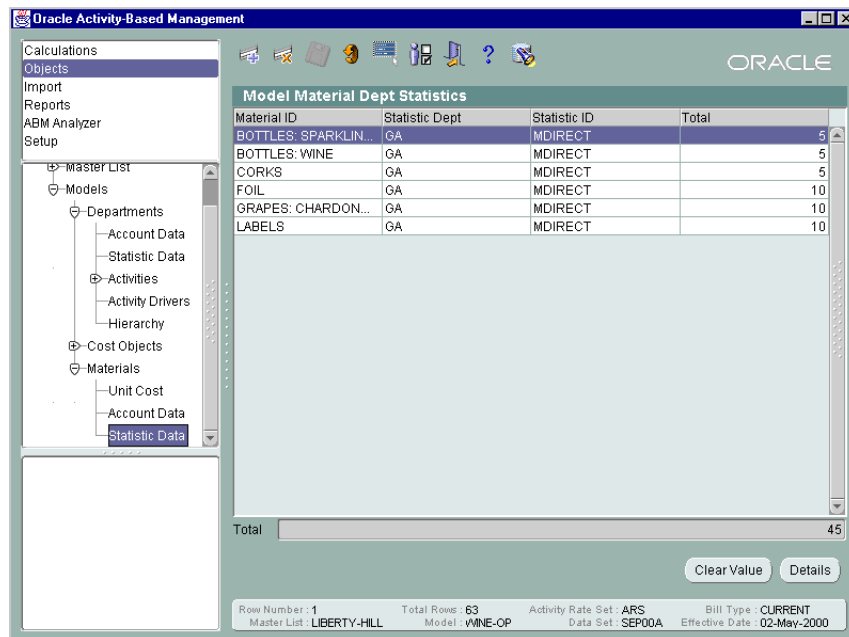 Oracle Activity-Based Management
Calculations
Objects
Import
Reports
ABM Analyzer
Setup
Master List
Models
Departments
Account Data
Statistic Data
Activities
Activity Drivers
Hierarchy
Cost Objects
Materials
Unit Cost
Account Data
Statistic Data
ORACLE
Model Material Dept Statistics
Material ID Statistic Dept Statistic ID Total
BOTTLES: SPARKLIN... GA MDIRECT 5
BOTTLES: WINE GA MDIRECT 5
CORKS GA MDIRECT 5
FOIL GA MDIRECT 10
GRAPES: CHARDON... GA MDIRECT 10
LABELS GA MDIRECT 10
Total 45
Clear Value Details
Row Number : 1 Total Rows : 63 Activity Rate Set : ARS Bill Type : CURRENT
Master List : LIBERTY-HILL Model : WINE-OP Data Set : SEP00A Effective Date : 02-May-2000